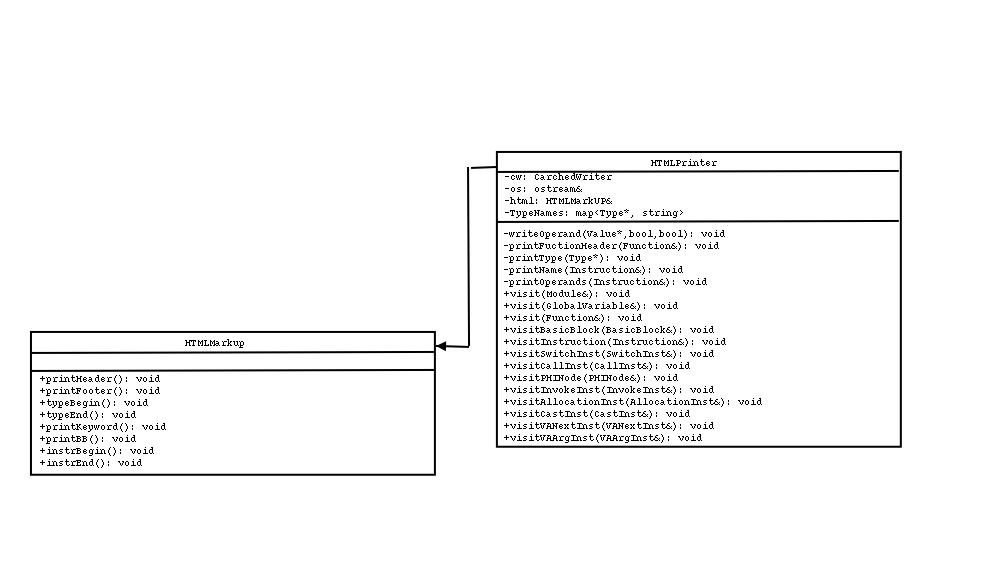 HTMLPrinter
-cw: CarchedWriter
-os: ostream&
-html: HTMLMarkUP&
-TypeNames: map<Type*, string>
-writeOperand(Value*,bool,bool): void
-printFuctionHeader(Function&): void
-printType(Type*): void
-printName(Instruction&): void
-printOperands(Instruction&): void
+visit(Module&): void
+visit(GlobalVariable&): void
+visit(Function&): void
+visitBasicBlock(BasicBlock&): void
+visitInstruction(Instruction&): void
+visitSwitchInst(SwitchInst&): void
+visitCallInst(CallInst&): void
+visitPHINode(PHINode&): void
+visitInvokeInst(InvokeInst&): void
+visitAllocationInst(AllocationInst&): void
+visitCastInst(CastInst&): void
+visitVANextInst(VANextInst&): void
+visitVAArgInst(VAArgInst&): void
HTMLMarkup
+printHeader(): void
+printFooter(): void
+typeBegin(): void
+typeEnd(): void
+printKeyword(): void
+printBB(): void
+instrBegin(): void
+instrEnd(): void